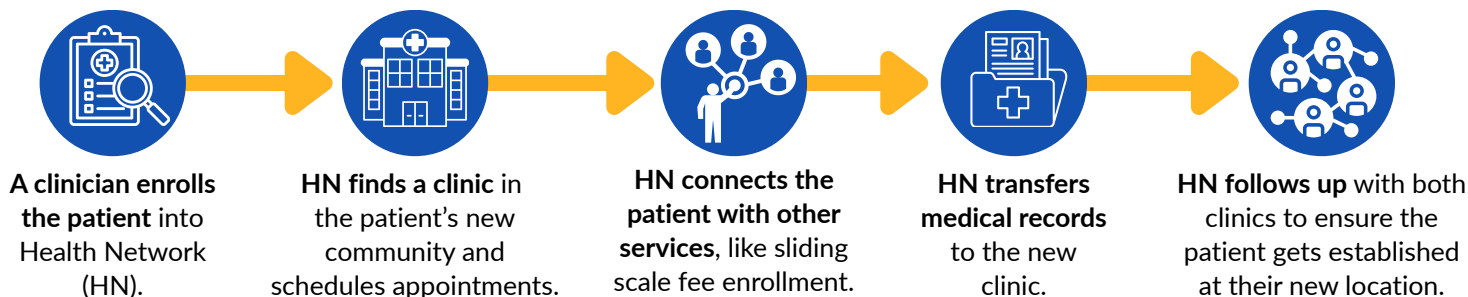 A clinician enrolls
the patient into
Health Network
(HN).
HN finds a clinic in
the patient's new
community and
schedules appointments.
HN connects the
patient with other
services, like sliding
scale fee enrollment.
HN transfers
medical records
to the new
clinic.
HN follows up with both
clinics to ensure the
patient gets established
at their new location.